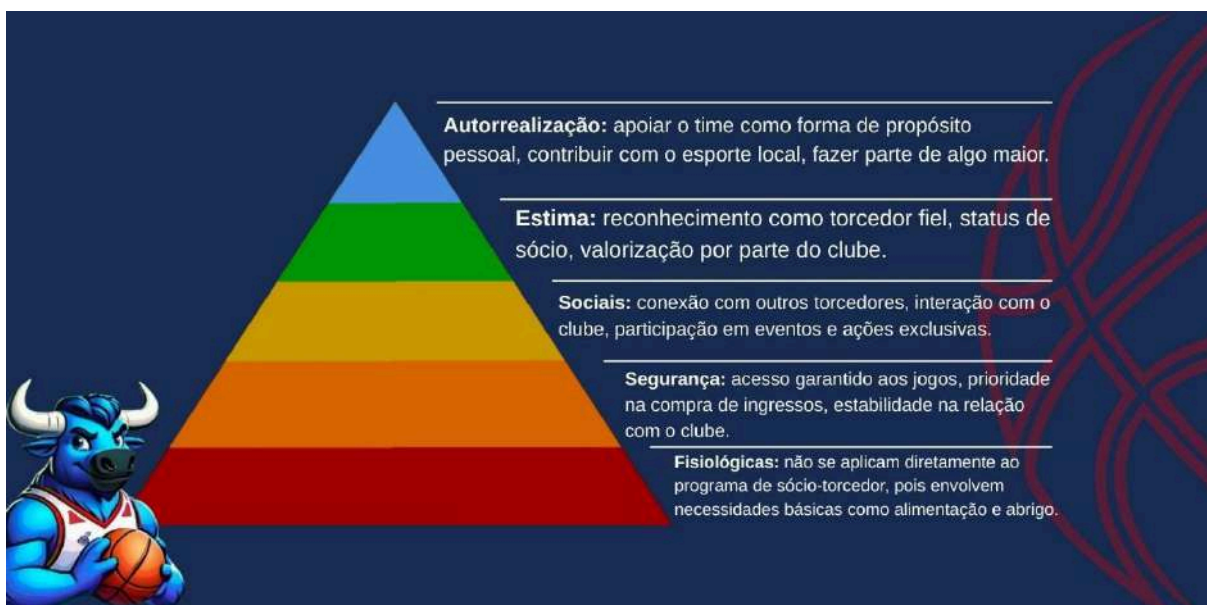 Autorrealização: apoiar o time como forma de propósito
pessoal, contribuir com o esporte local, fazer parte de algo maior.
Estima: reconhecimento como torcedor fiel, status de
sócio, valorização por parte do clube.
Sociais: conexão com outros torcedores, interação com o
clube, participação em eventos e ações exclusivas.
Segurança: acesso garantido aos jogos, prioridade
na compra de ingressos, estabilidade na relação
com o clube.
Fisiológicas: não se aplicam diretamente ao
programa de sócio-torcedor, pois envolvem
necessidades básicas como alimentação e abrigo.